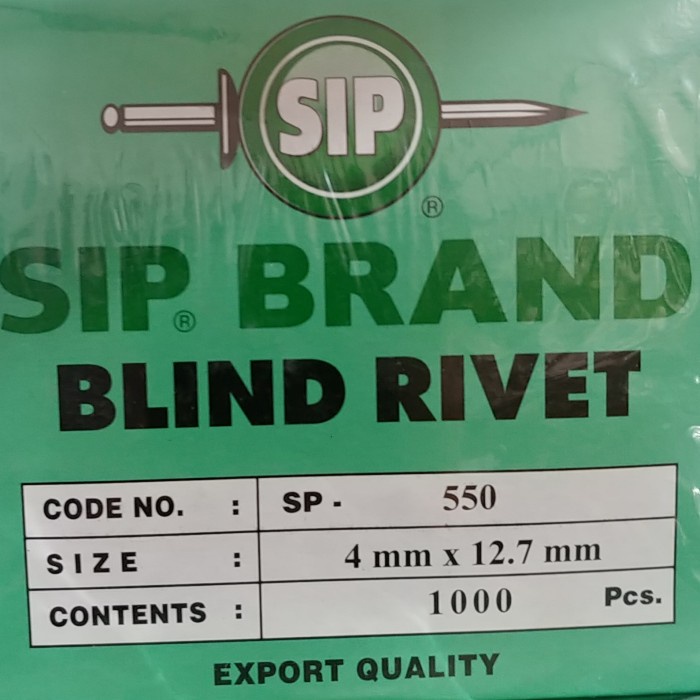 SIP
®
SIP® BRAND
BLIND RIVET
CODE NO. : SP - 550
SIZE : 4 mm x 12.7 mm
CONTENTS : 1000 Pcs.
EXPORT QUALITY